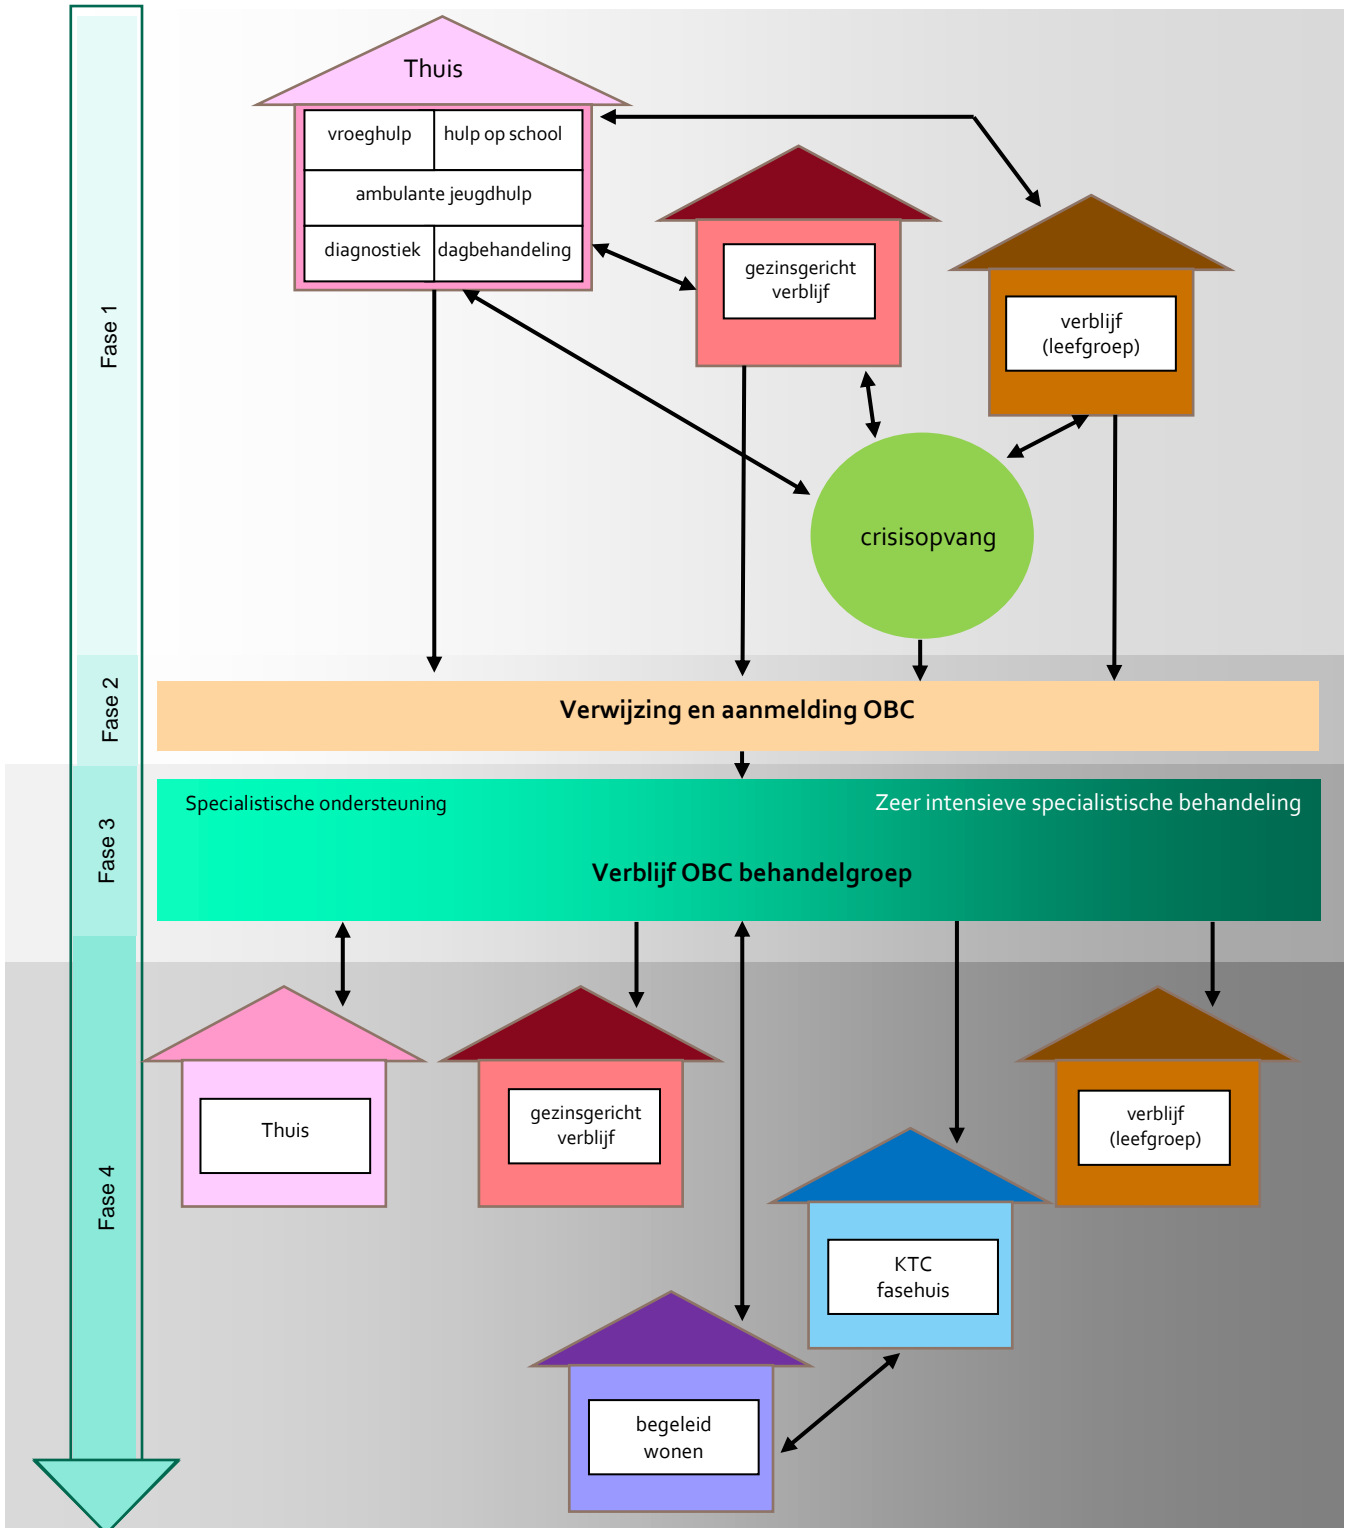 Thuis
vroeghulp
hulp op school
ambulante jeugdhulp
diagnostiek
dagbehandeling
gezinsgericht
verblijf
verblijf
(leefgroep)
crisisopvang
Fase 1
Fase 2
Verwijzing en aanmelding OBC
Fase 3
Specialistische ondersteuning
Zeer intensieve specialistische behandeling
Verblijf OBC behandelgroep
Fase 4
Thuis
gezinsgericht
verblijf
verblijf
(leefgroep)
KTC
fasehuis
begeleid
wonen